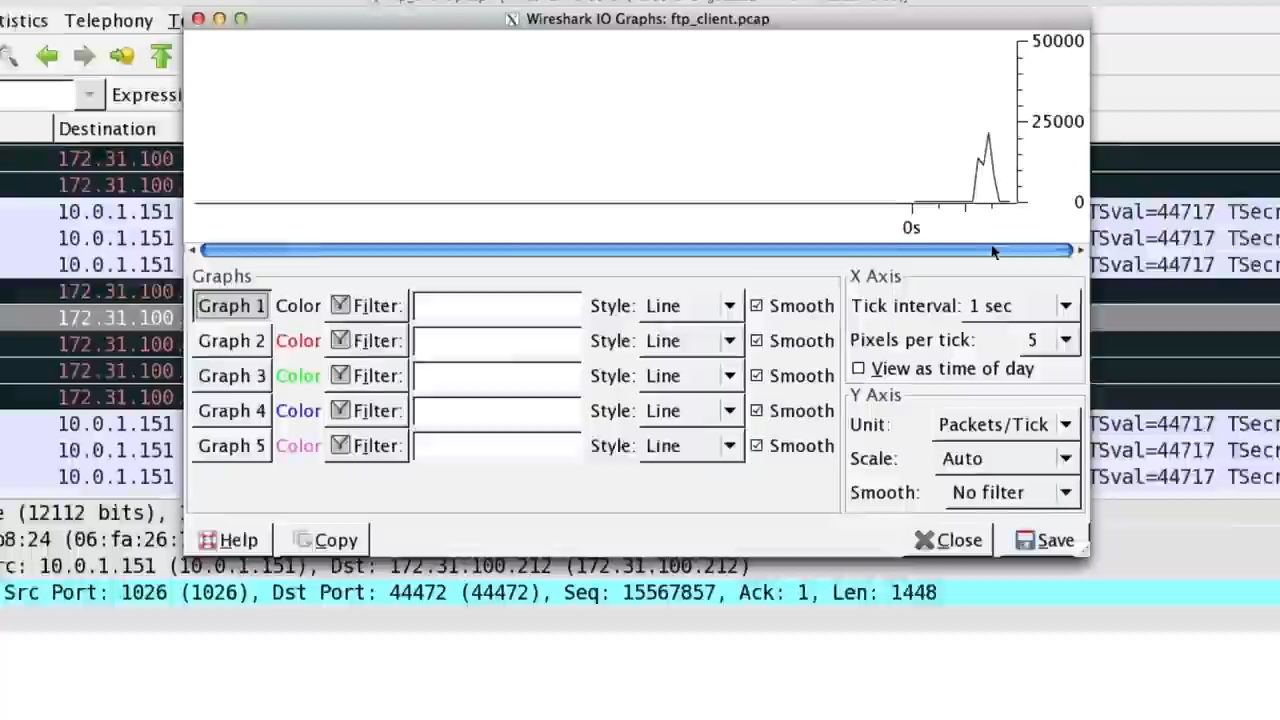 tistics Telephony
Wireshark IO Graphs: ftp_client.pcap
Expressi
Destination
172.31.100
172.31.100
10.0.1.151
10.0.1.151
10.0.1.151
172.31.100
172.31.100
172.31.100
172.31.100
172.31.100
10.0.1.151
10.0.1.151
10.0.1.151
50000
25000
0
0s
Graphs
Graph 1 Color Filter: Style: Line Smooth
Graph 2 Color Filter: Style: Line Smooth
Graph 3 Color Filter: Style: Line Smooth
Graph 4 Color Filter: Style: Line Smooth
Graph 5 Color Filter: Style: Line Smooth
X Axis
Tick interval: 1 sec
Pixels per tick: 5
View as time of day
Y Axis
Unit: Packets/Tick
Scale: Auto
Smooth: No filter
Help Copy Close Save
TSval=44717 TSecr
TSval=44717 TSecr
TSval=44717 TSecr
TSval=44717 TSecr
TSval=44717 TSecr
TSval=44717 TSecr
e (12112 bits),
b8:24 (06:fa:26:
rc: 10.0.1.151 (10.0.1.151), Dst: 172.31.100.212 (172.31.100.212)
Src Port: 1026 (1026), Dst Port: 44472 (44472), Seq: 15567857, Ack: 1, Len: 1448